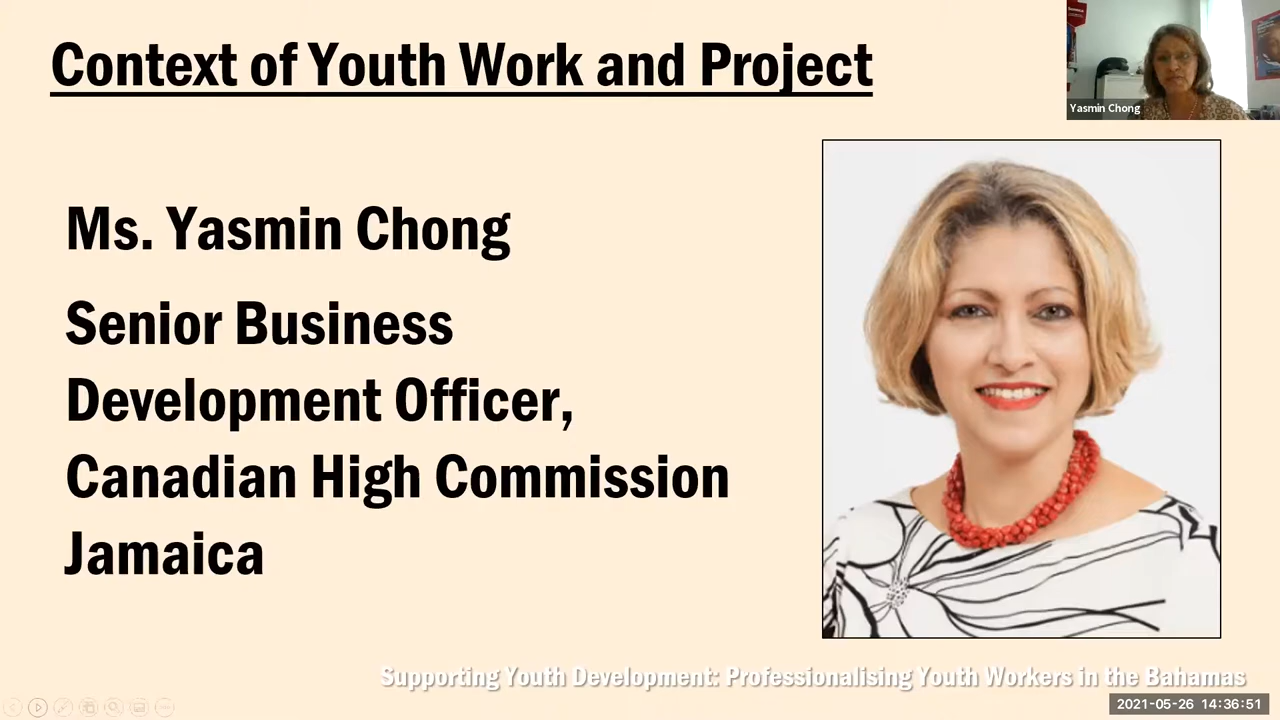 Context of Youth Work and Project
Yasmin Chong
Ms. Yasmin Chong
Senior Business
Development Officer,
Canadian High Commission
Jamaica
Supporting Youth Development: Professionalising Youth Workers in the Bahamas
2021-05-26 14:36:51